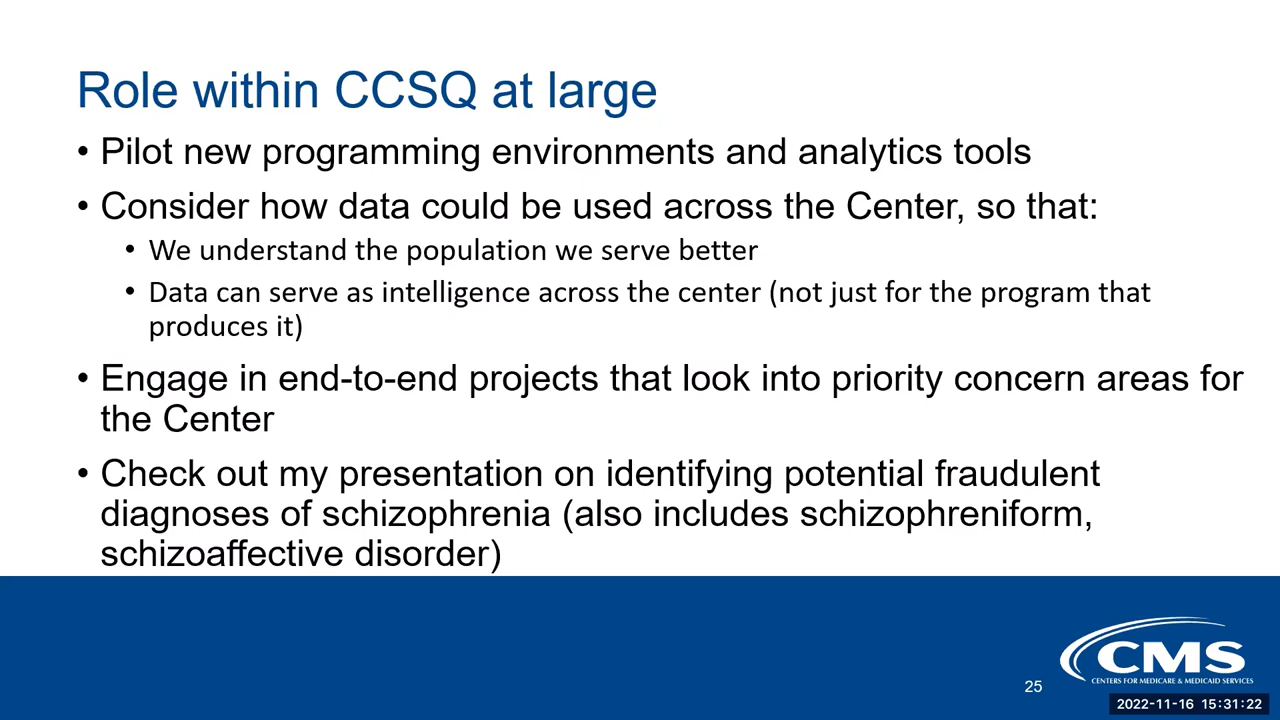 Role within CCSQ at large
• Pilot new programming environments and analytics tools
• Consider how data could be used across the Center, so that:
• We understand the population we serve better
• Data can serve as intelligence across the center (not just for the program that
produces it)
• Engage in end-to-end projects that look into priority concern areas for
the Center
• Check out my presentation on identifying potential fraudulent
diagnoses of schizophrenia (also includes schizophreniform,
schizoaffective disorder)
CMS
CENTERS FOR MEDICARE & MEDICAID SERVICES
25
2022-11-16 15:31:22